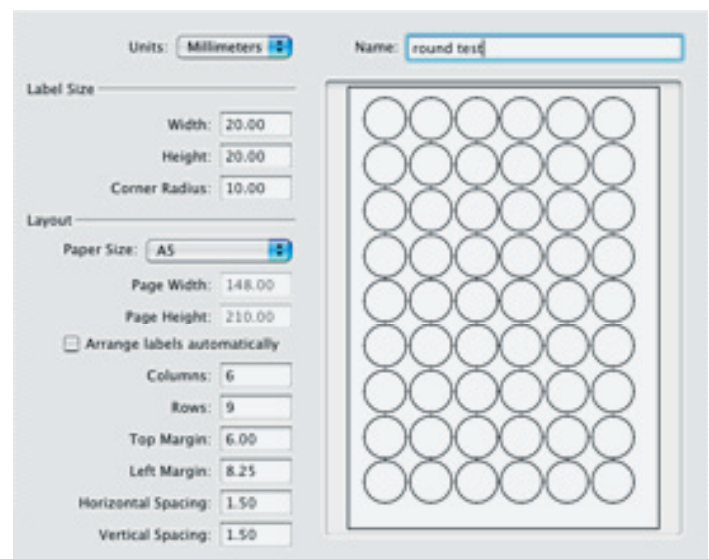 Units: Millimeters
Name: round test
Label Size
Width: 20.00
Height: 20.00
Corner Radius: 10.00
Layout
Paper Size: A5
Page Width: 148.00
Page Height: 210.00
Arrange labels automatically
Columns: 6
Rows: 9
Top Margin: 6.00
Left Margin: 8.25
Horizontal Spacing: 1.50
Vertical Spacing: 1.50